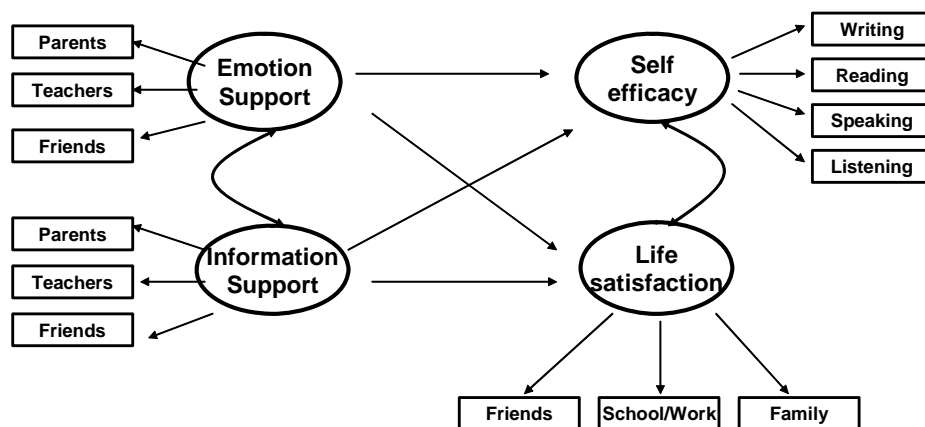 Parents
Teachers
Friends
Emotion
Support
Self
efficacy
Writing
Reading
Speaking
Listening
Parents
Teachers
Friends
Information
Support
Life
satisfaction
Friends
School/Work
Family